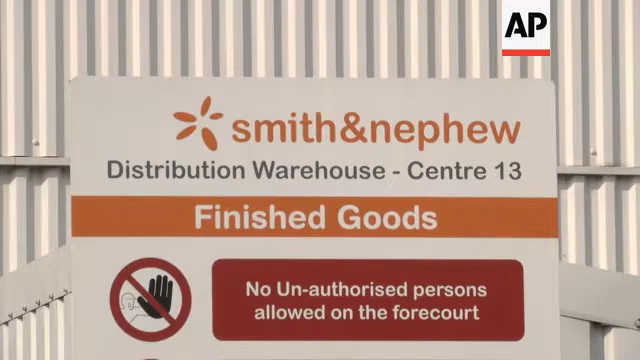 AP
smith&nephew
Distribution Warehouse - Centre 13
Finished Goods
No Un-authorised persons
allowed on the forecourt